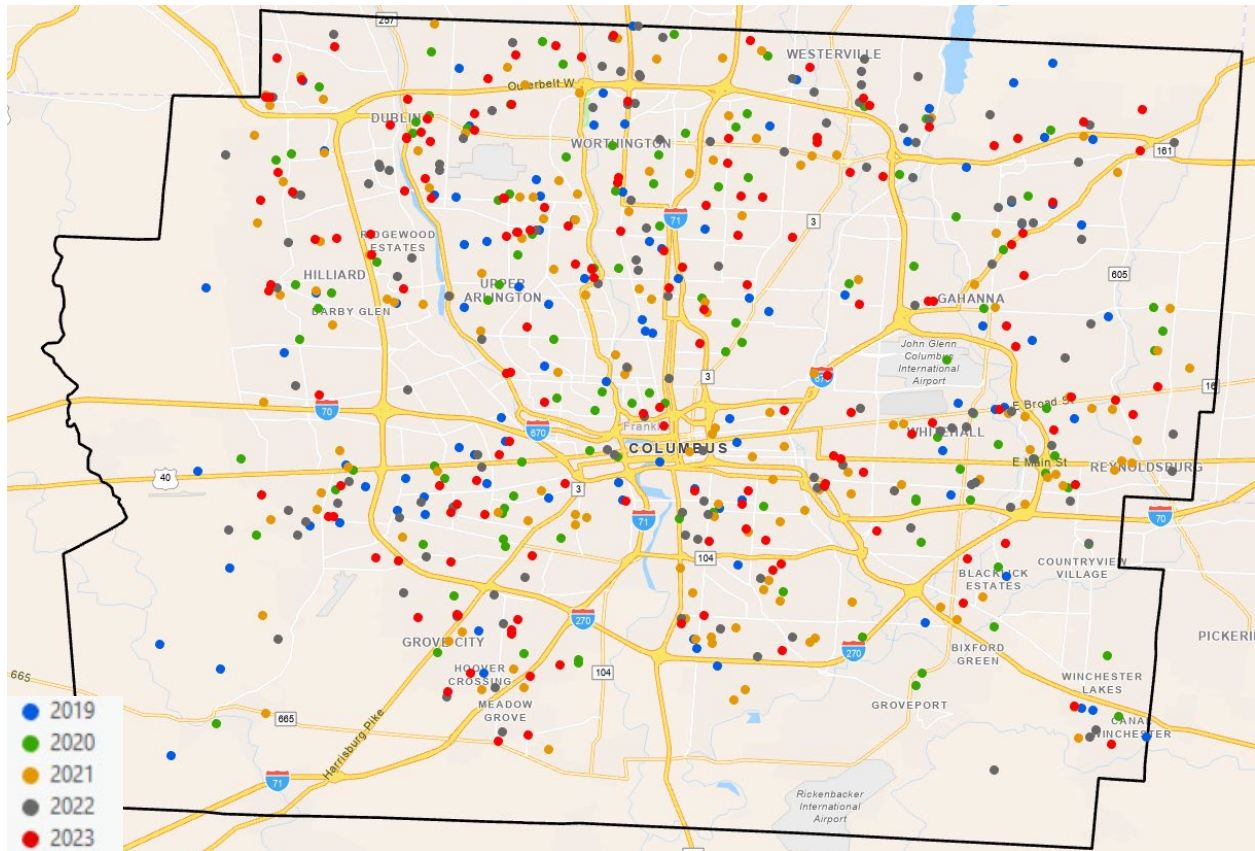 257
WESTERVILLE
Outerbelt W
DUBLIN
WORTHINGTON
161
71
3
RIDGEWOOD
ESTATES
HILLIARD
605
UPPER
ARLINGTON
GAHANNA
DARBY GLEN
John Glenn
Columbus
International
Airport
3
670
16
70
E Broad St
670
Frankli
WHITEHALL
COLUMBUS
E Main St
REYNOLDSBURG
40
3
71
70
104
COUNTRYVIEW
VILLAGE
BLACKLICK
ESTATES
270
GROVE CITY
PICKERIN
270
BIXFORD
GREEN
HOOVER
CROSSING
104
665
WINCHESTER
LAKES
MEADOW
GROVE
GROVEPORT
665
CANAL
WINCHESTER
Harrisburg Pike
71
Rickenbacker
International
Airport
2019
2020
2021
2022
2023